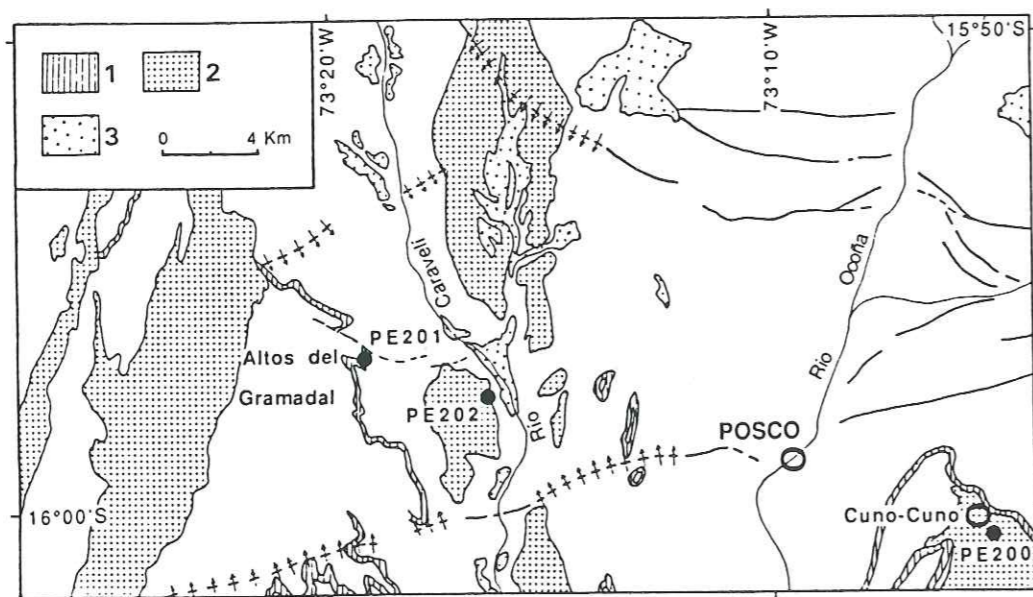 1
2
3
0 4 Km
73°20'W
73°10'W
15°50'S
Caraveli
Ocoña
Rio
PE201
Altos del
Gramadal
PE202
Rio
POSCO
16°00'S
Cuno-Cuno
PE200